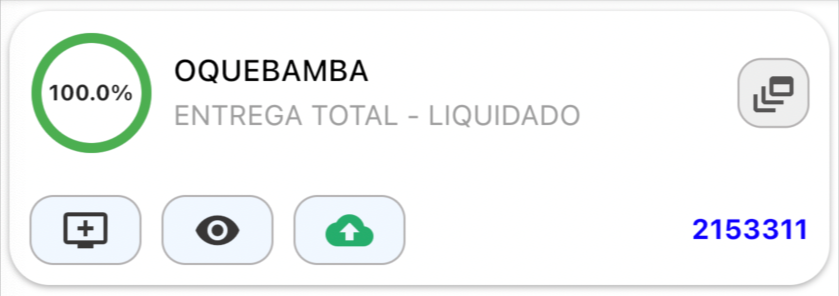 100.0%
OQUEBAMBA
ENTREGA TOTAL - LIQUIDADO
2153311